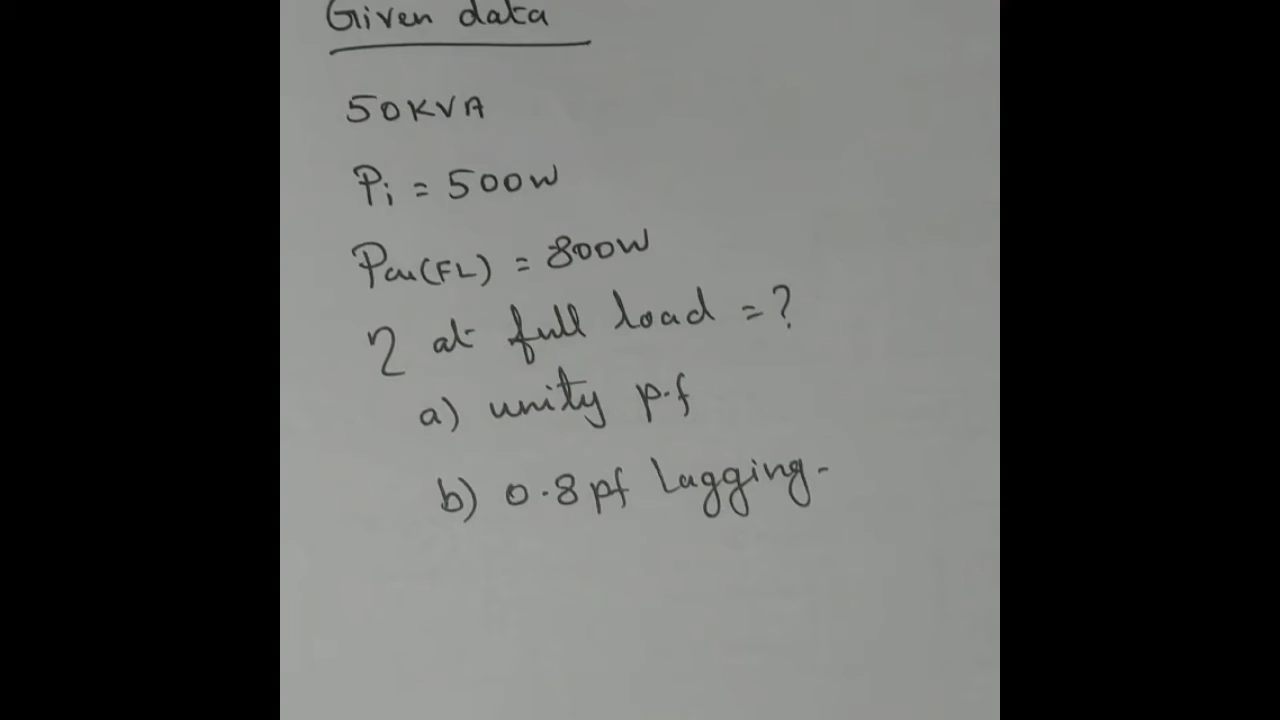 Given data
50KVA
Pi = 500W
Pcu(FL) = 800W
η at full load = ?
a) unity p.f
b) 0.8 pf Lagging.